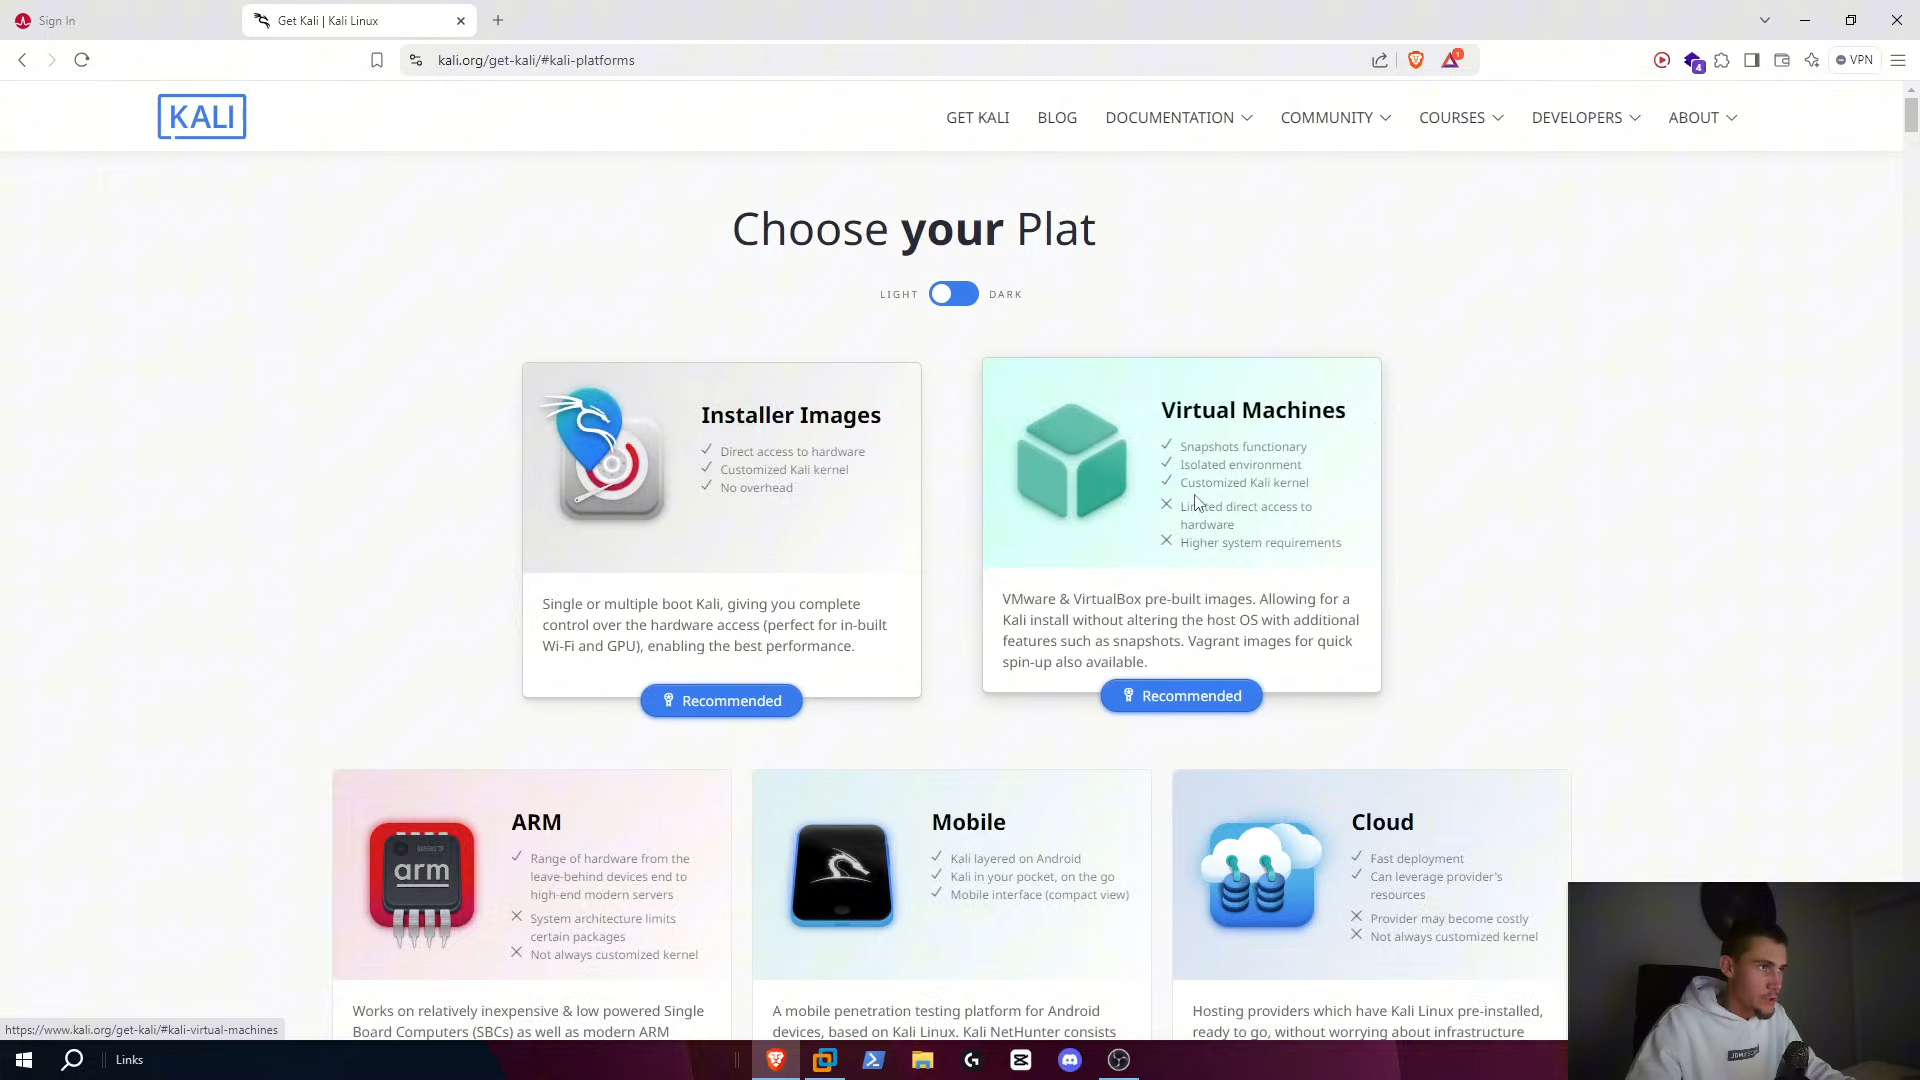 Sign In
Get Kali | Kali Linux
kali.org/get-kali/#kali-platforms
1
4
VPN
KALI
GET KALI
BLOG
DOCUMENTATION
COMMUNITY
COURSES
DEVELOPERS
ABOUT
Choose your Plat
LIGHT
DARK
Installer Images
Direct access to hardware
Customized Kali kernel
No overhead
Single or multiple boot Kali, giving you complete
control over the hardware access (perfect for in-built
Wi-Fi and GPU), enabling the best performance.
Recommended
Virtual Machines
Snapshots functionary
Isolated environment
Customized Kali kernel
Limited direct access to
hardware
Higher system requirements
VMware & VirtualBox pre-built images. Allowing for a
Kali install without altering the host OS with additional
features such as snapshots. Vagrant images for quick
spin-up also available.
Recommended
arm
ARM
Range of hardware from the
leave-behind devices end to
high-end modern servers
System architecture limits
certain packages
Not always customized kernel
Works on relatively inexpensive & low powered Single
Board Computers (SBCs) as well as modern ARM
Mobile
Kali layered on Android
Kali in your pocket, on the go
Mobile interface (compact view)
A mobile penetration testing platform for Android
devices, based on Kali Linux. Kali NetHunter consists
Cloud
Fast deployment
Can leverage provider's
resources
Provider may become costly
Not always customized kernel
Hosting providers which have Kali Linux pre-installed,
ready to go, without worrying about infrastructure
https://www.kali.org/get-kali/#kali-virtual-machines
Links